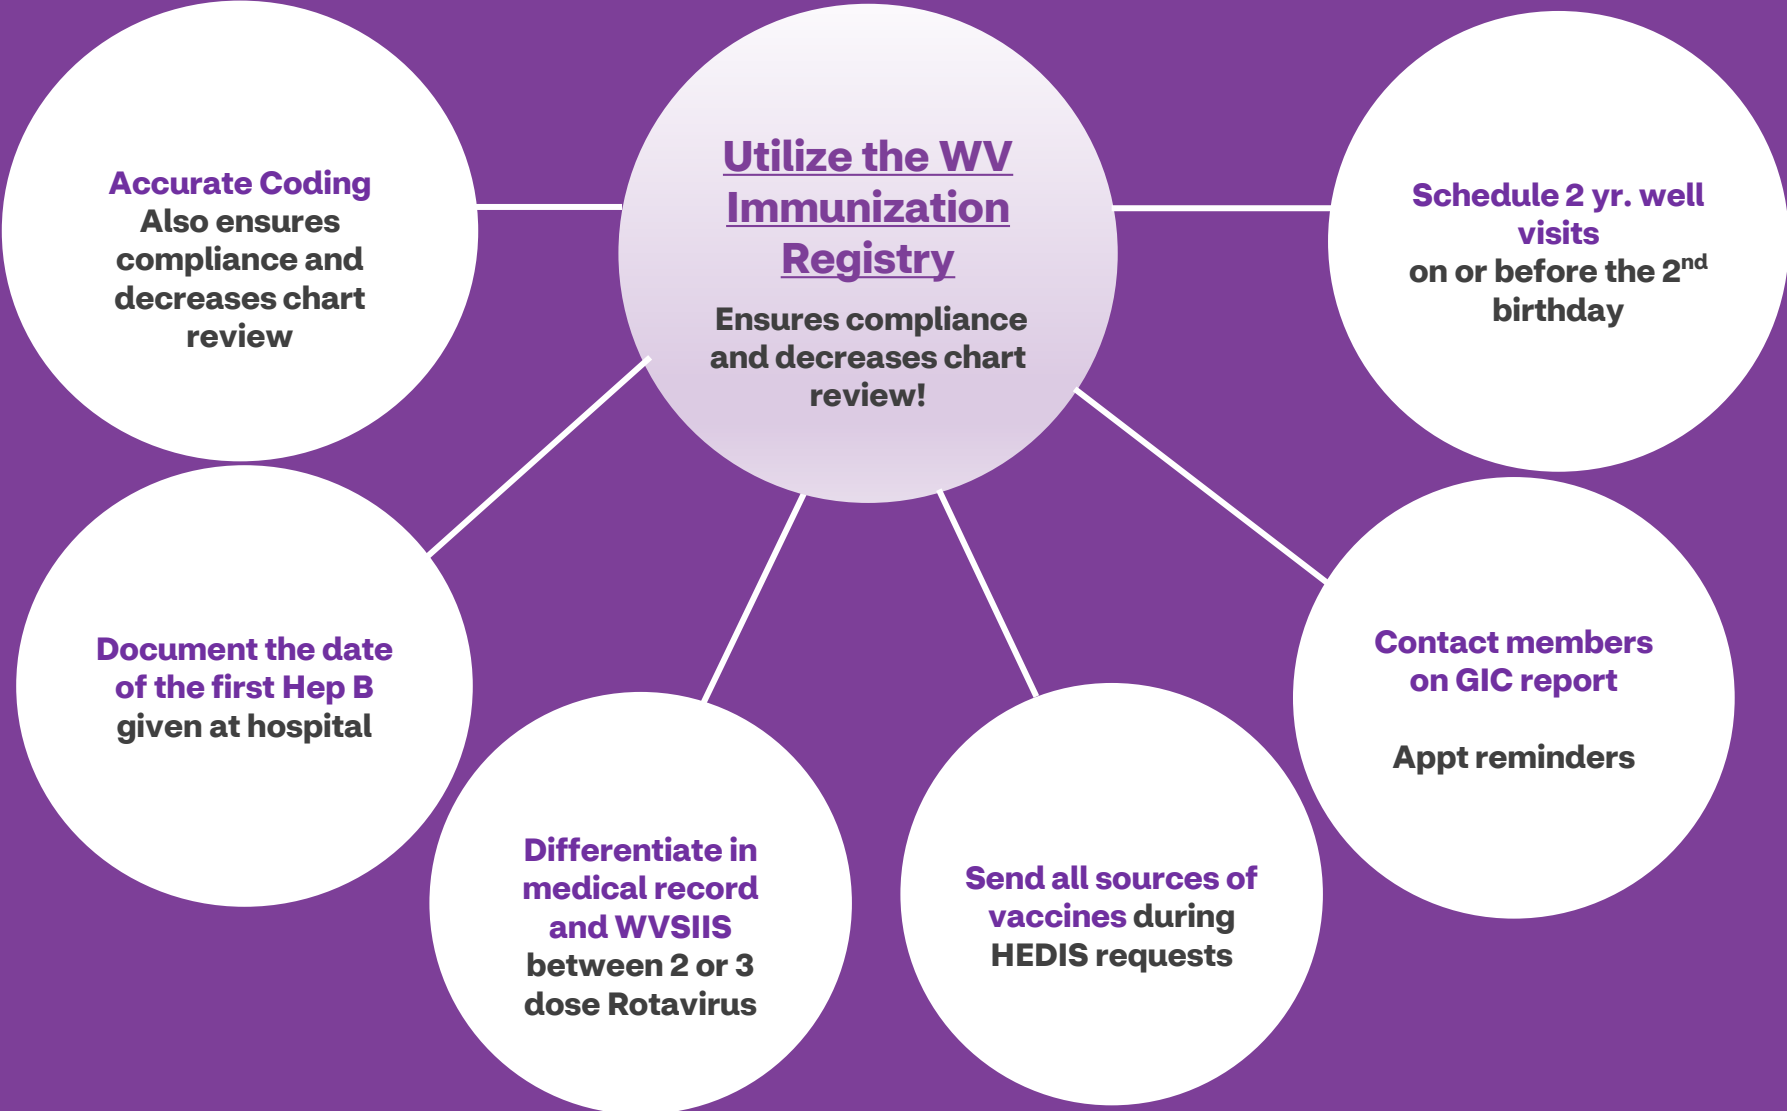 Accurate Coding
Also ensures
compliance and
decreases chart
review
Utilize the WV
Immunization
Registry
Ensures compliance
and decreases chart
review!
Schedule 2 yr. well
visits
on or before the 2nd
birthday
Document the date
of the first Hep B
given at hospital
Differentiate in
medical record
and WVSIIS
between 2 or 3
dose Rotavirus
Send all sources of
vaccines during
HEDIS requests
Contact members
on GIC report
Appt reminders